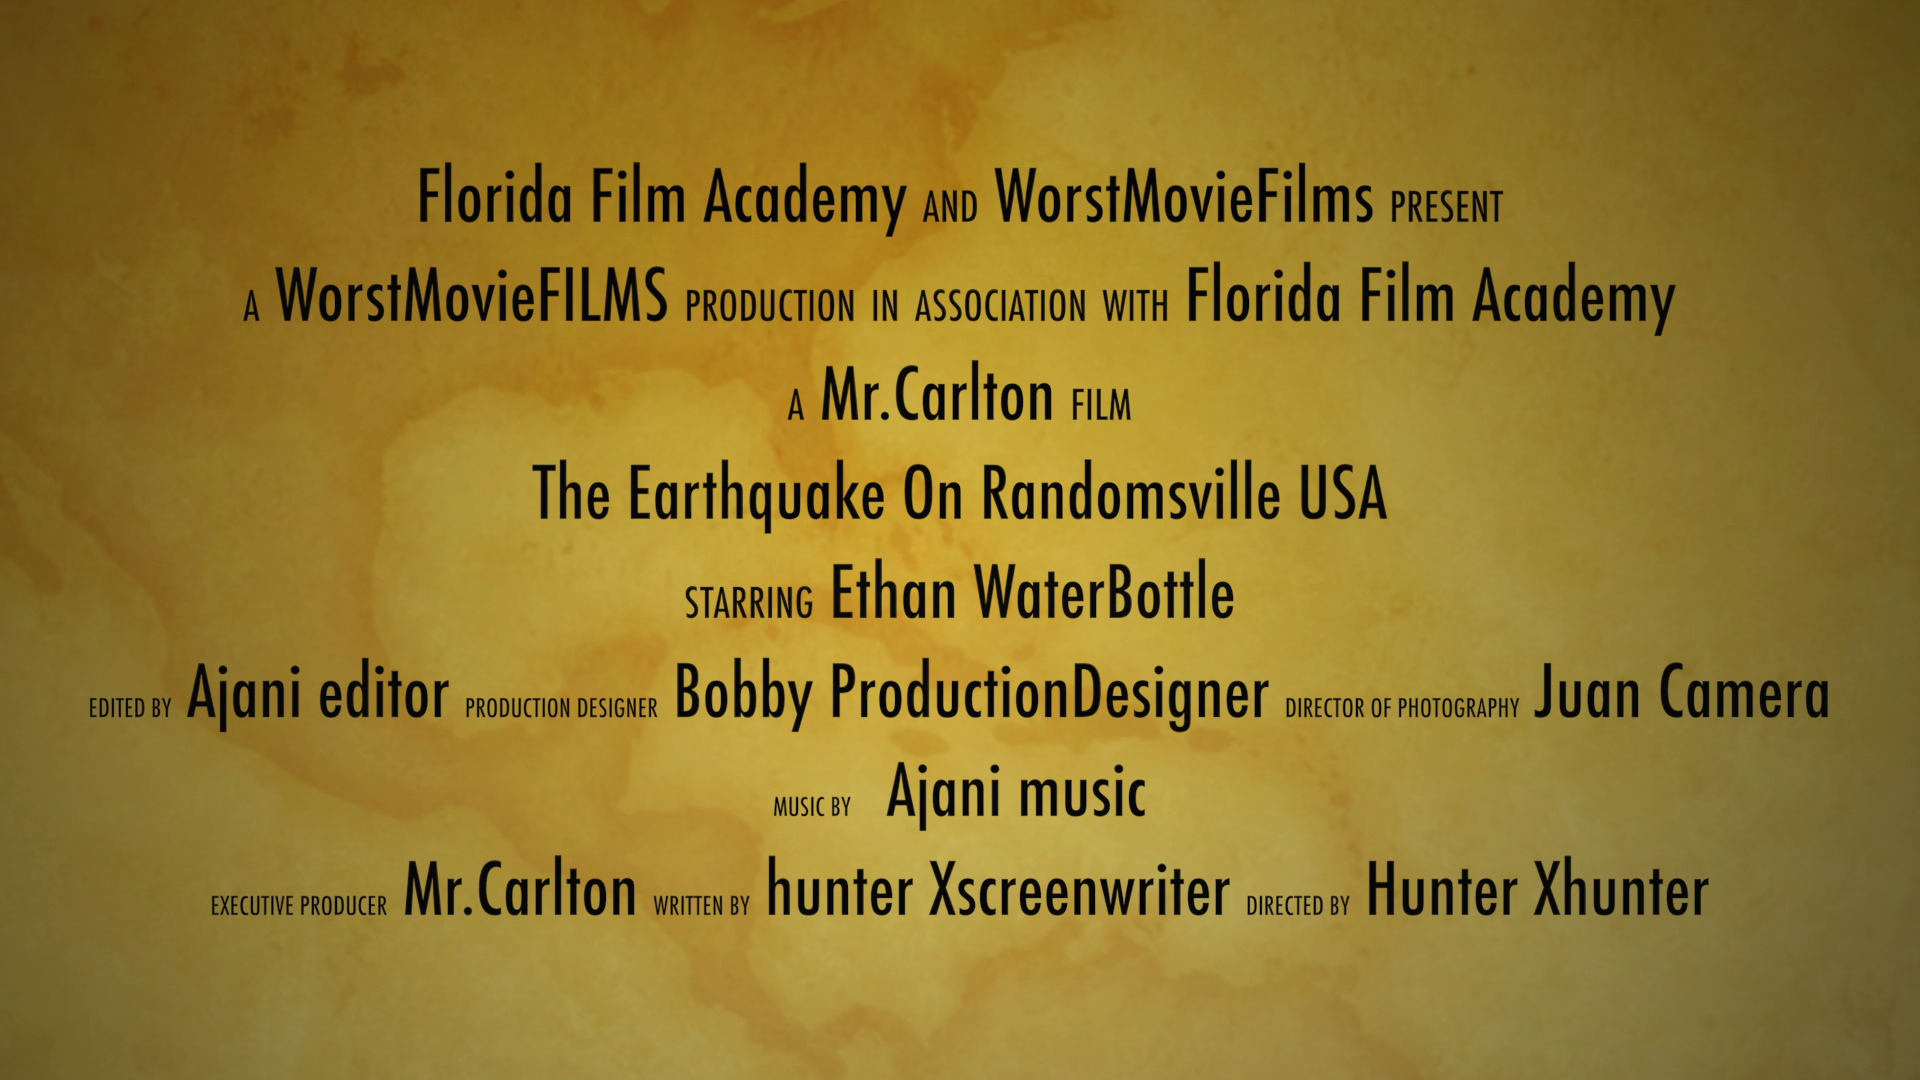 Florida Film Academy AND WorstMovieFilms PRESENT
A WorstMovieFILMS PRODUCTION IN ASSOCIATION WITH Florida Film Academy
A Mr.Carlton FILM
The Earthquake On Randomsville USA
STARRING Ethan WaterBottle
EDITED BY Ajani editor PRODUCTION DESIGNER Bobby ProductionDesigner DIRECTOR OF PHOTOGRAPHY Juan Camera
MUSIC BY Ajani music
EXECUTIVE PRODUCER Mr.Carlton WRITTEN BY hunter Xscreenwriter DIRECTED BY Hunter Xhunter